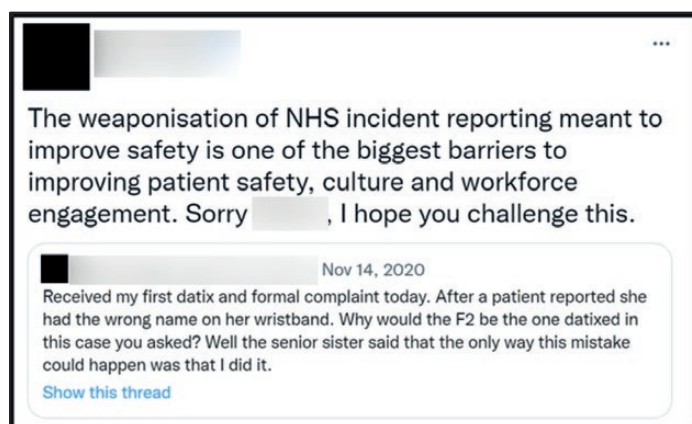 The weaponisation of NHS incident reporting meant to
improve safety is one of the biggest barriers to
improving patient safety, culture and workforce
engagement. Sorry , I hope you challenge this.
Nov 14, 2020
Received my first datix and formal complaint today. After a patient reported she
had the wrong name on her wristband. Why would the F2 be the one datixed in
this case you asked? Well the senior sister said that the only way this mistake
could happen was that I did it.
Show this thread